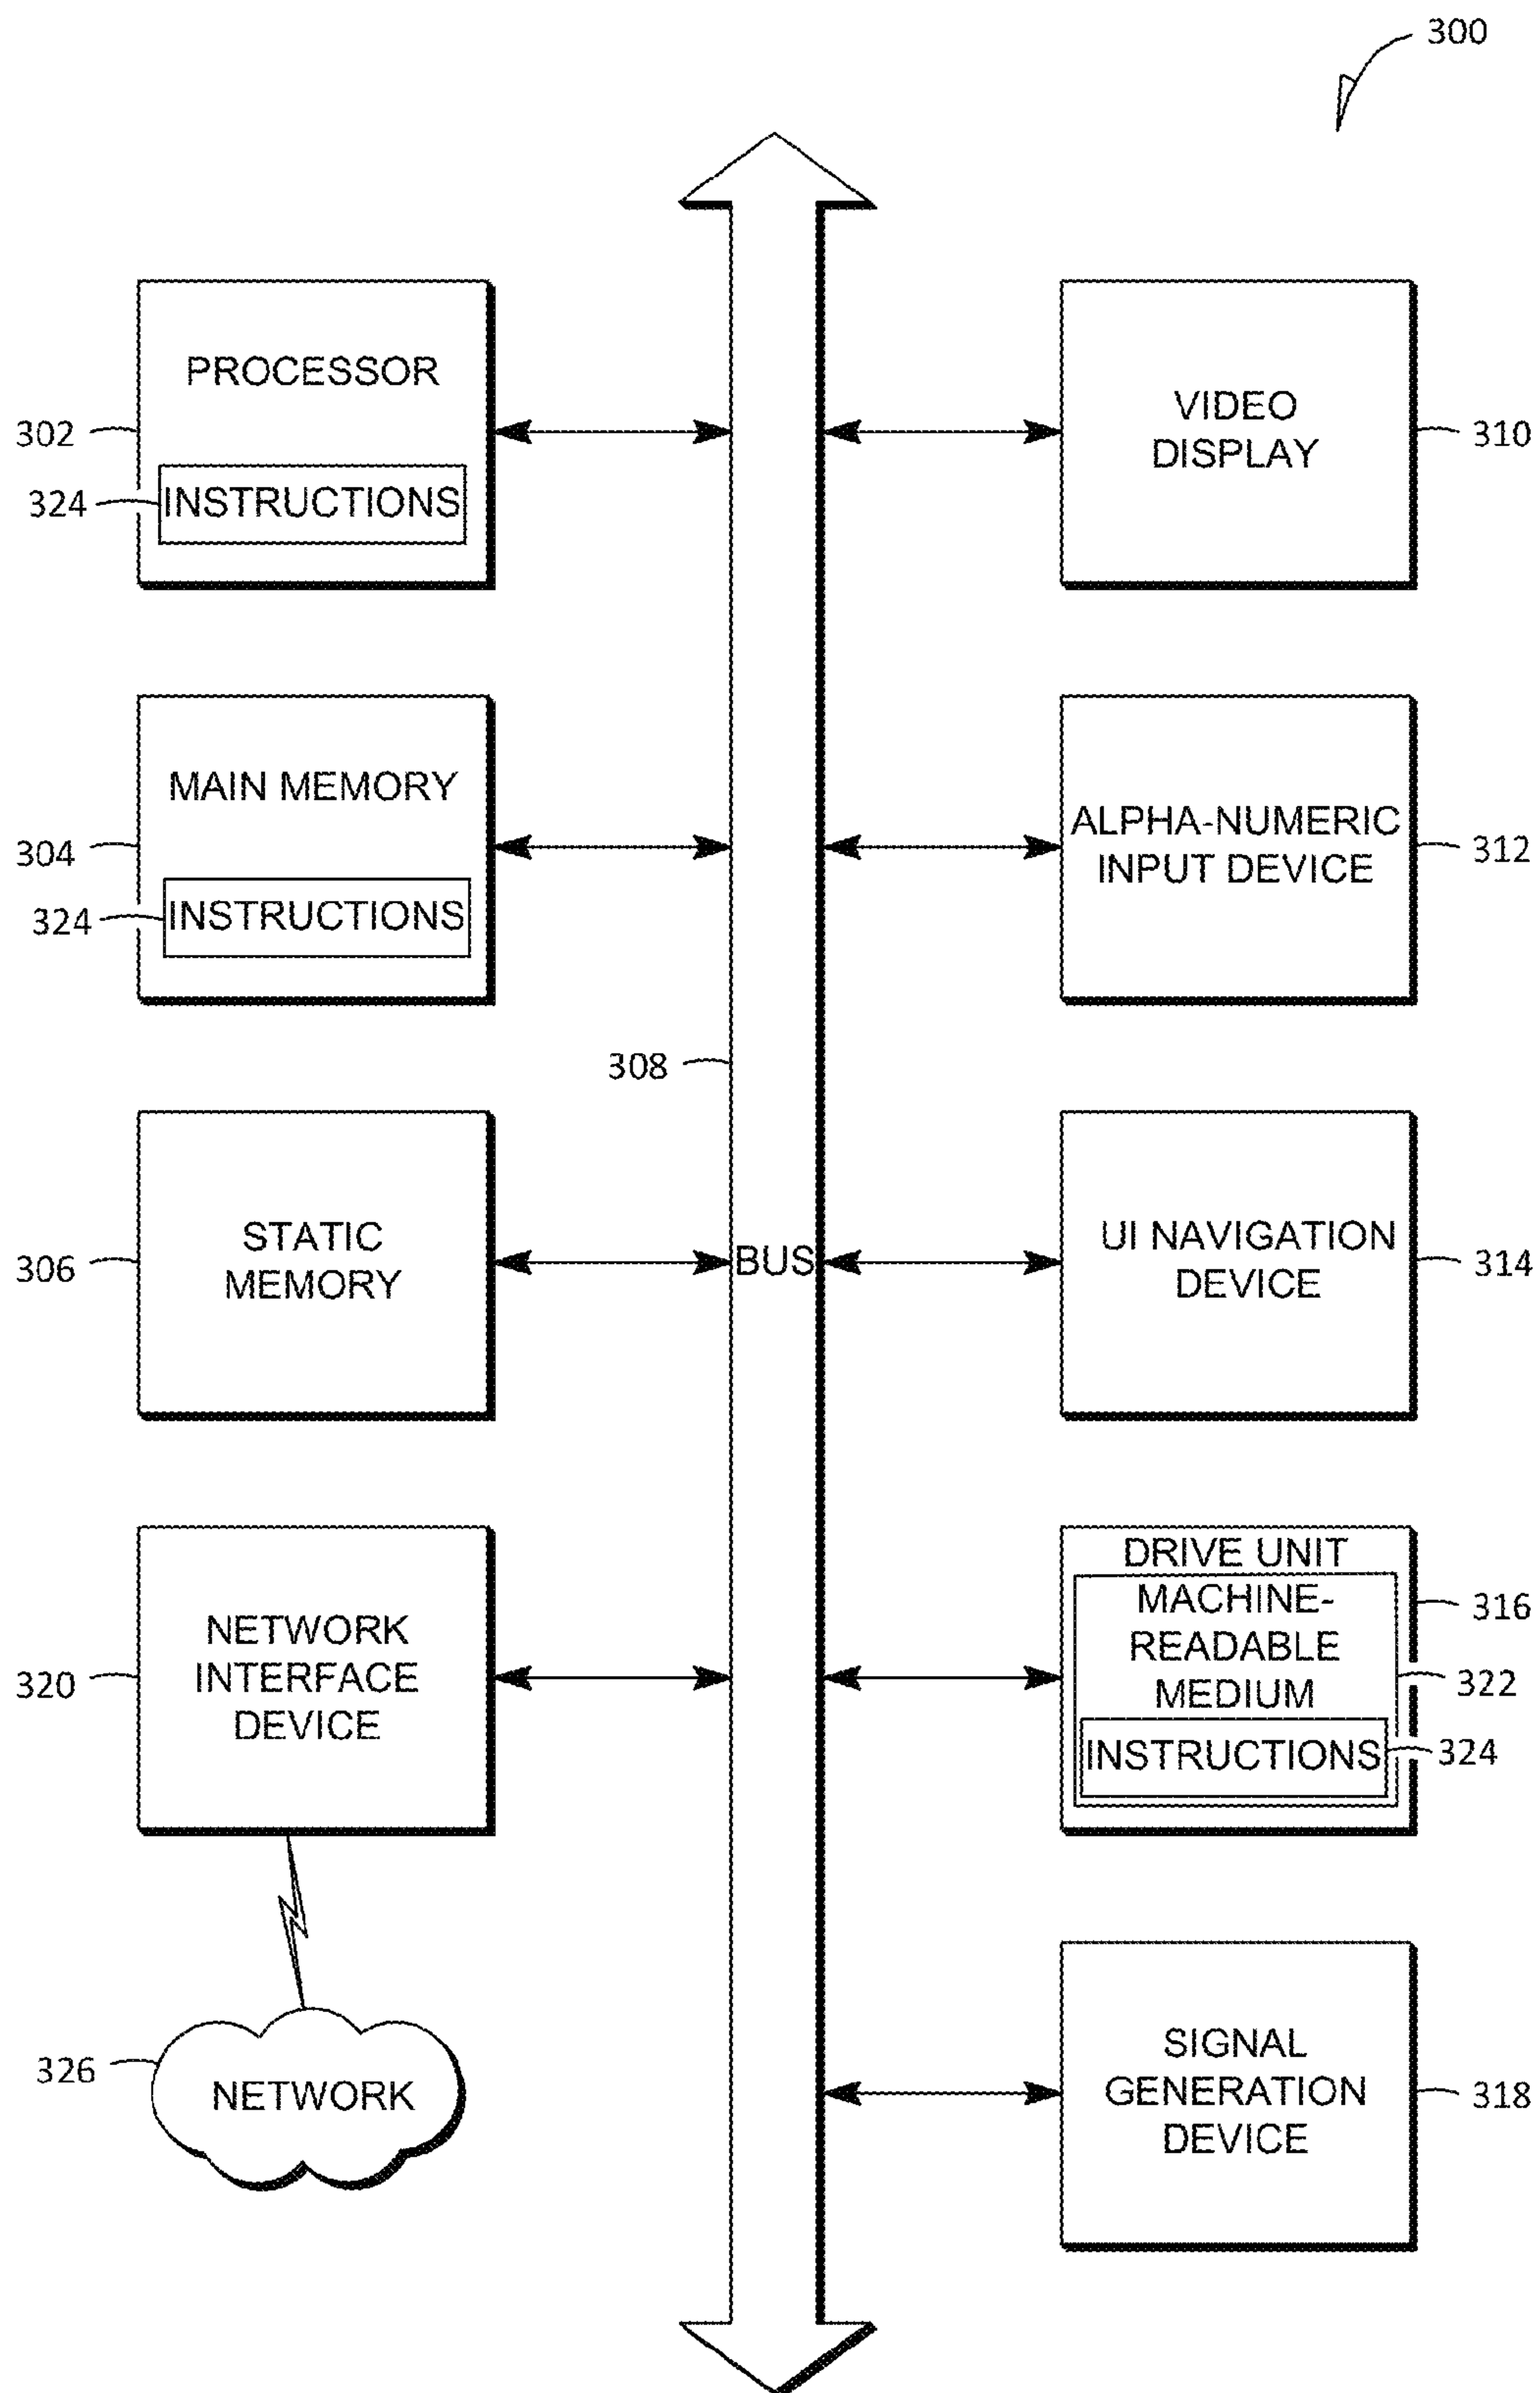 300
PROCESSOR
302
324
INSTRUCTIONS
VIDEO
DISPLAY
310
MAIN MEMORY
304
324
INSTRUCTIONS
ALPHA-NUMERIC
INPUT DEVICE
312
308
STATIC
MEMORY
306
BUS
UI NAVIGATION
DEVICE
314
NETWORK
INTERFACE
DEVICE
320
DRIVE UNIT
MACHINE-
READABLE
MEDIUM
316
322
INSTRUCTIONS
324
326
NETWORK
SIGNAL
GENERATION
DEVICE
318